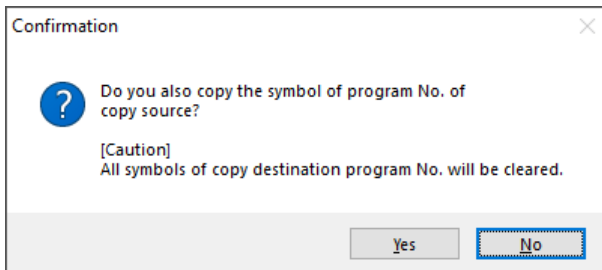 Confirmation
Do you also copy the symbol of program No. of
copy source?
[Caution]
All symbols of copy destination program No. will be cleared.
Yes
No